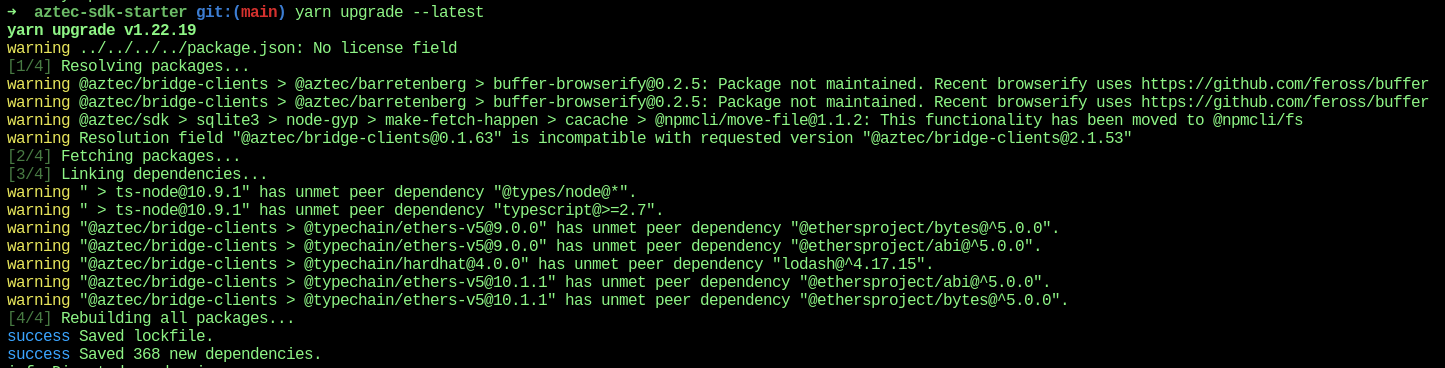 ➜  aztec-sdk-starter git:(main) yarn upgrade --latest
yarn upgrade v1.22.19
warning ../../../../package.json: No license field
[1/4] Resolving packages...
warning @aztec/bridge-clients > @aztec/barretenberg > buffer-browserify@0.2.5: Package not maintained. Recent browserify uses https://github.com/feross/buffer
warning @aztec/bridge-clients > @aztec/barretenberg > buffer-browserify@0.2.5: Package not maintained. Recent browserify uses https://github.com/feross/buffer
warning @aztec/sdk > sqlite3 > node-gyp > make-fetch-happen > cacache > @npmcli/move-file@1.1.2: This functionality has been moved to @npmcli/fs
warning Resolution field "@aztec/bridge-clients@0.1.63" is incompatible with requested version "@aztec/bridge-clients@2.1.53"
[2/4] Fetching packages...
[3/4] Linking dependencies...
warning " > ts-node@10.9.1" has unmet peer dependency "@types/node@*".
warning " > ts-node@10.9.1" has unmet peer dependency "typescript@>=2.7".
warning "@aztec/bridge-clients > @typechain/ethers-v5@9.0.0" has unmet peer dependency "@ethersproject/bytes@^5.0.0".
warning "@aztec/bridge-clients > @typechain/ethers-v5@9.0.0" has unmet peer dependency "@ethersproject/abi@^5.0.0".
warning "@aztec/bridge-clients > @typechain/hardhat@4.0.0" has unmet peer dependency "lodash@^4.17.15".
warning "@aztec/bridge-clients > @typechain/ethers-v5@10.1.1" has unmet peer dependency "@ethersproject/abi@^5.0.0".
warning "@aztec/bridge-clients > @typechain/ethers-v5@10.1.1" has unmet peer dependency "@ethersproject/bytes@^5.0.0".
[4/4] Rebuilding all packages...
success Saved lockfile.
success Saved 368 new dependencies.